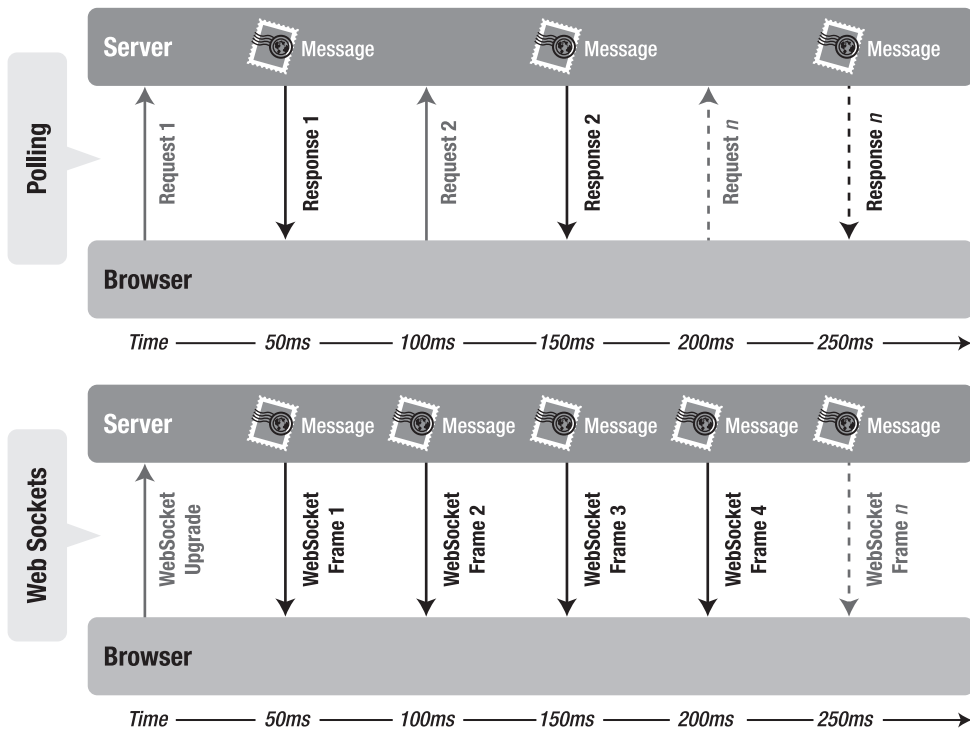 Polling
Server
Message
Message
Message
Request 1
Response 1
Request 2
Response 2
Request n
Response n
Browser
Time
50ms
100ms
150ms
200ms
250ms
Web Sockets
Server
Message
Message
Message
Message
Message
WebSocket
Upgrade
WebSocket
Frame 1
WebSocket
Frame 2
WebSocket
Frame 3
WebSocket
Frame 4
WebSocket
Frame n
Browser
Time
50ms
100ms
150ms
200ms
250ms